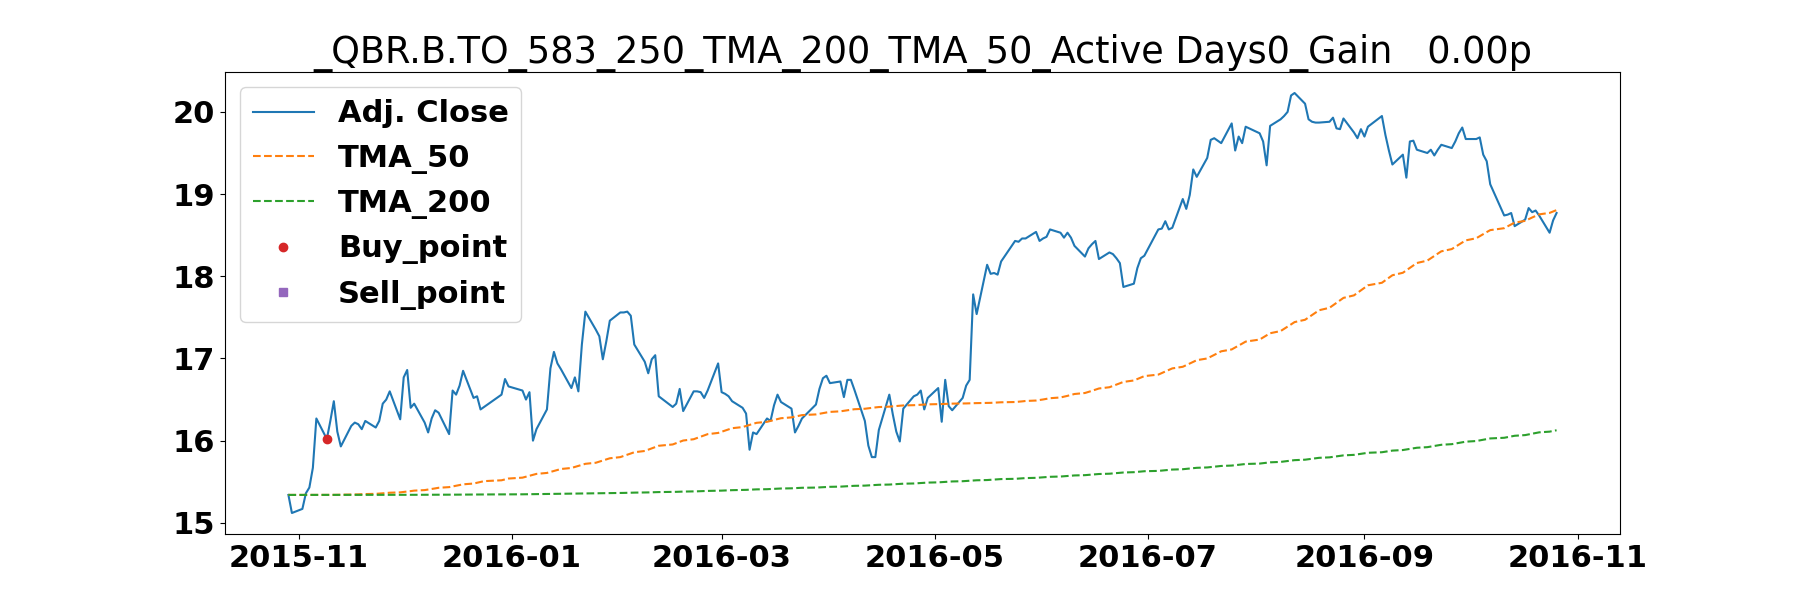 _QBR.B.TO_583_250_TMA_200_TMA_50_Active Days0_Gain   0.00p
Adj. Close
TMA_50
TMA_200
Buy_point
Sell_point
20
19
18
17
16
15
2015-11 2016-01 2016-03 2016-05 2016-07 2016-09 2016-11